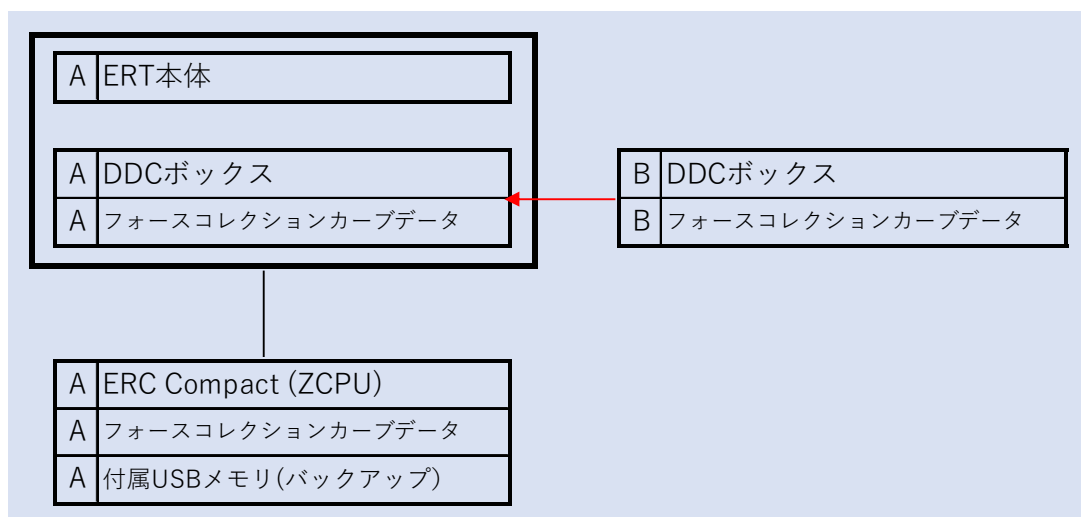 A ERT本体
A DDCボックス
A フォースコレクションカーブデータ
B DDCボックス
B フォースコレクションカーブデータ
A ERC Compact (ZCPU)
A フォースコレクションカーブデータ
A 付属USBメモリ(バックアップ)